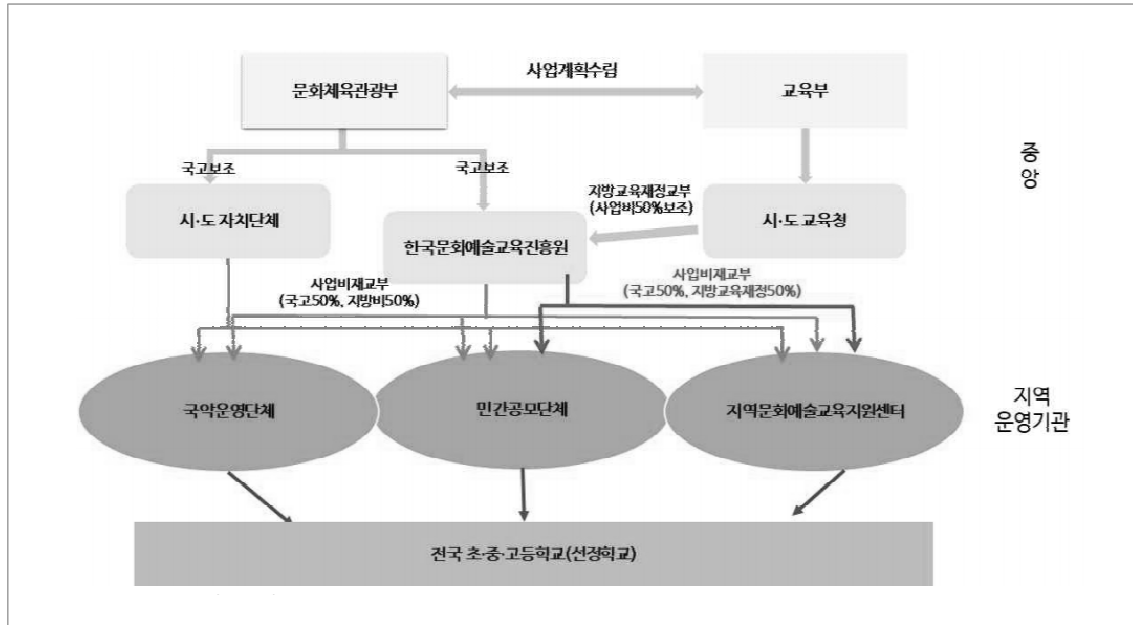 사업계획수립
문화체육관광부
교육부
국고보조
국고보조
중
앙
지방교육재정교부
(사업비50%보조)
시·도 자치단체
한국문화예술교육진흥원
시·도 교육청
사업비재교부
(국고50%, 지방비50%)
사업비재교부
(국고50%, 지방교육재정50%)
국악운영단체
민간공모단체
지역문화예술교육지원센터
지역
운영기관
전국 초·중·고등학교(선정학교)